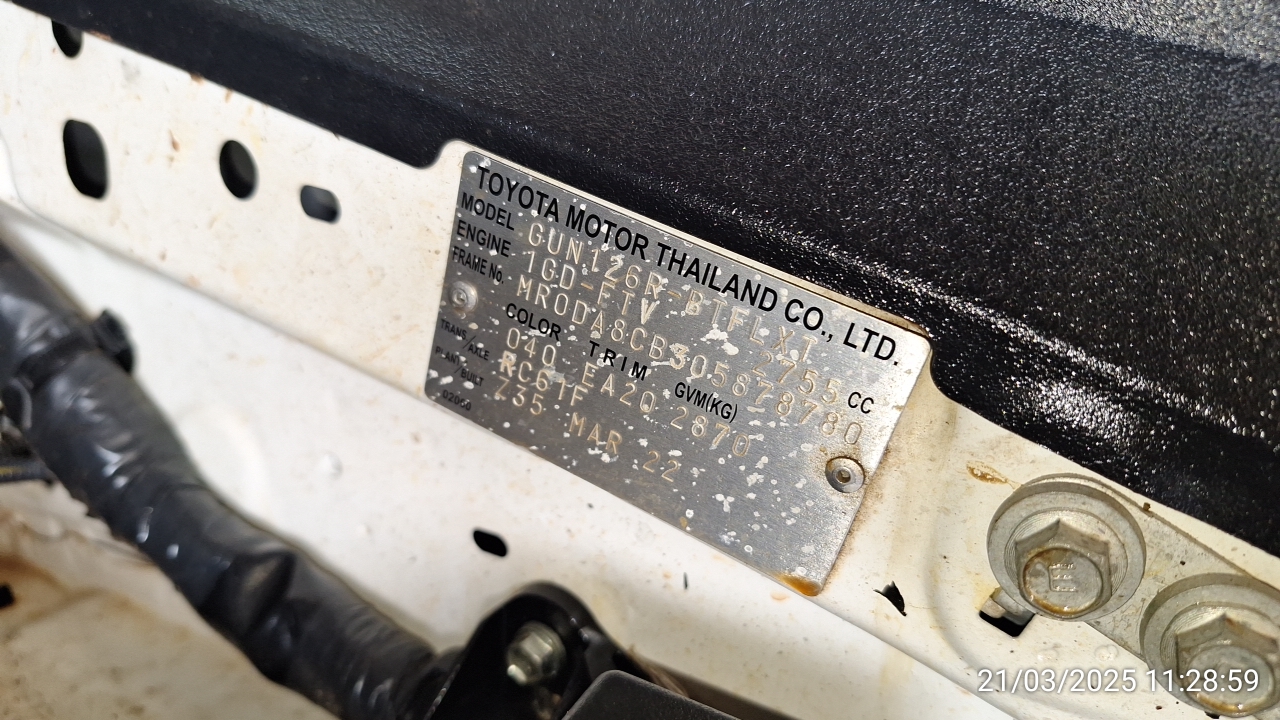 TOYOTA MOTOR THAILAND CO., LTD.
MODEL GUN126R-BTFLXT
ENGINE 1GD-FTV 2755 CC
FRAME No. MR0DA8CB305878780
COLOR TRIM GVM(KG)
040 EA20 2870
TRANS/AXLE RC61F
PLANT/BUILT Z35 MAR 22
02060
21/03/2025 11:28:59